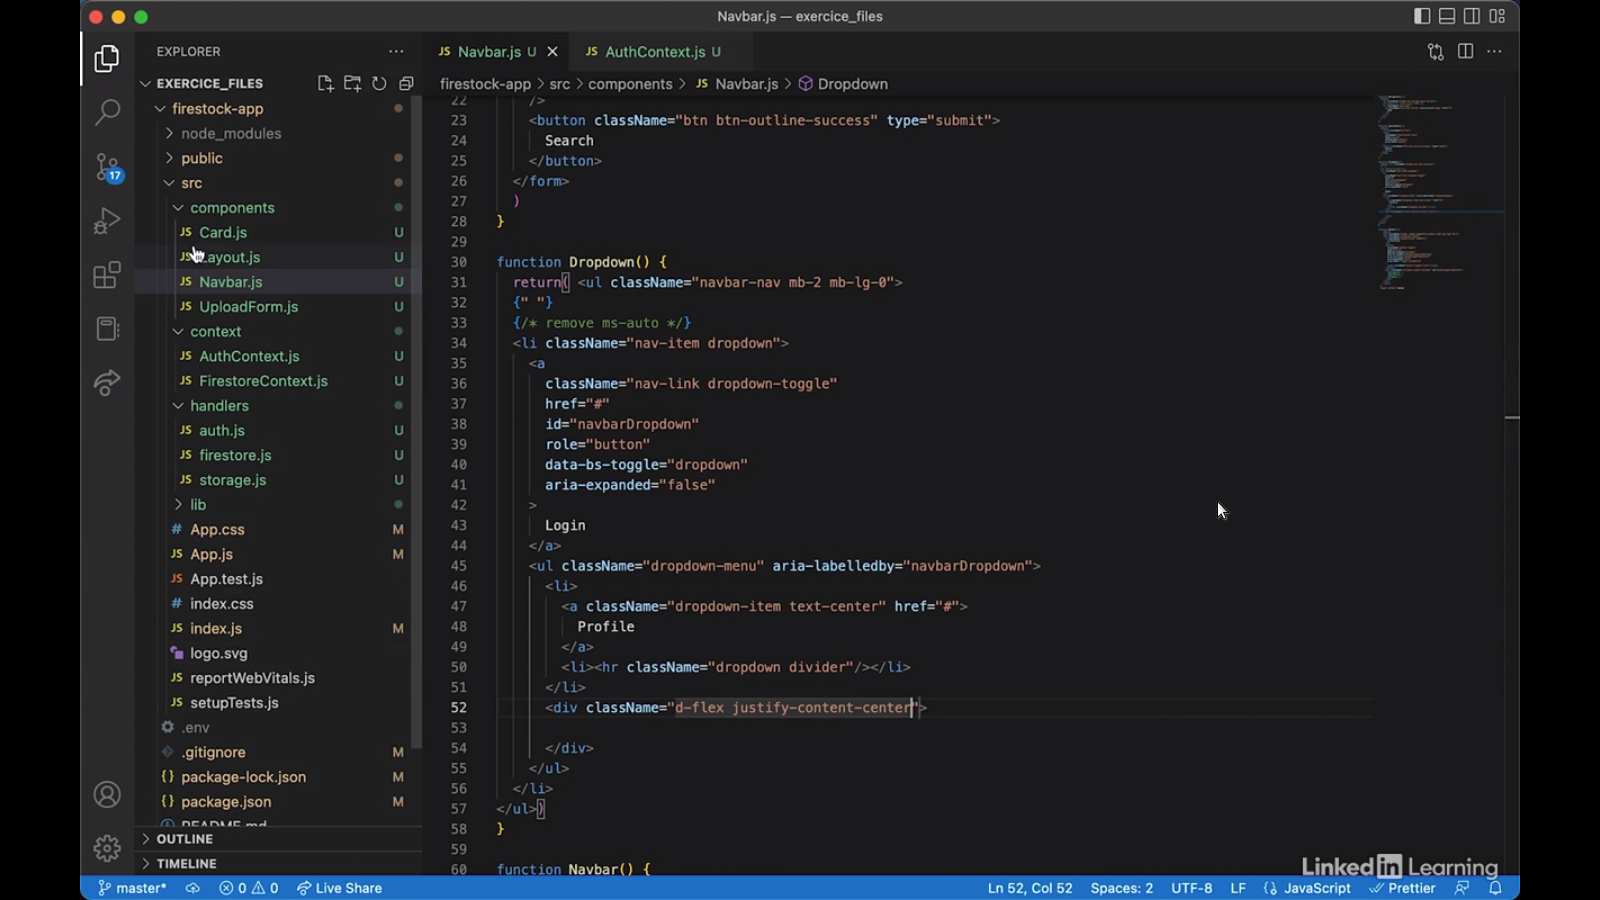 Navbar.js — exercice_files
EXPLORER
JS Navbar.js U
JS AuthContext.js U
EXERCICE_FILES
firestock-app > src > components > JS Navbar.js > Dropdown
firestock-app
node_modules
public
src
components
JS Card.js U
Layout.js U
JS Navbar.js U
JS UploadForm.js U
context
JS AuthContext.js U
JS FirestoreContext.js U
handlers
JS auth.js U
JS firestore.js U
JS storage.js U
lib
# App.css M
JS App.js M
JS App.test.js
# index.css
JS index.js M
logo.svg
JS reportWebVitals.js
JS setupTests.js
.env
.gitignore M
{} package-lock.json M
{} package.json M
README.md
OUTLINE
TIMELINE
17
22 />
23 <button className="btn btn-outline-success" type="submit">
24 Search
25 </button>
26 </form>
27 )
28 }
29
30 function Dropdown() {
31 return( <ul className="navbar-nav mb-2 mb-lg-0">
32 {" "}
33 {/* remove ms-auto */}
34 <li className="nav-item dropdown">
35 <a
36 className="nav-link dropdown-toggle"
37 href="#"
38 id="navbarDropdown"
39 role="button"
40 data-bs-toggle="dropdown"
41 aria-expanded="false"
42 >
43 Login
44 </a>
45 <ul className="dropdown-menu" aria-labelledby="navbarDropdown">
46 <li>
47 <a className="dropdown-item text-center" href="#">
48 Profile
49 </a>
50 <li><hr className="dropdown divider"/></li>
51 </li>
52 <div className="d-flex justify-content-center">
53
54 </div>
55 </ul>
56 </li>
57 </ul>)
58 }
59
60 function Navbar() {
LinkedIn Learning
master* 0 0 Live Share
Ln 52, Col 52 Spaces: 2 UTF-8 LF {} JavaScript Prettier